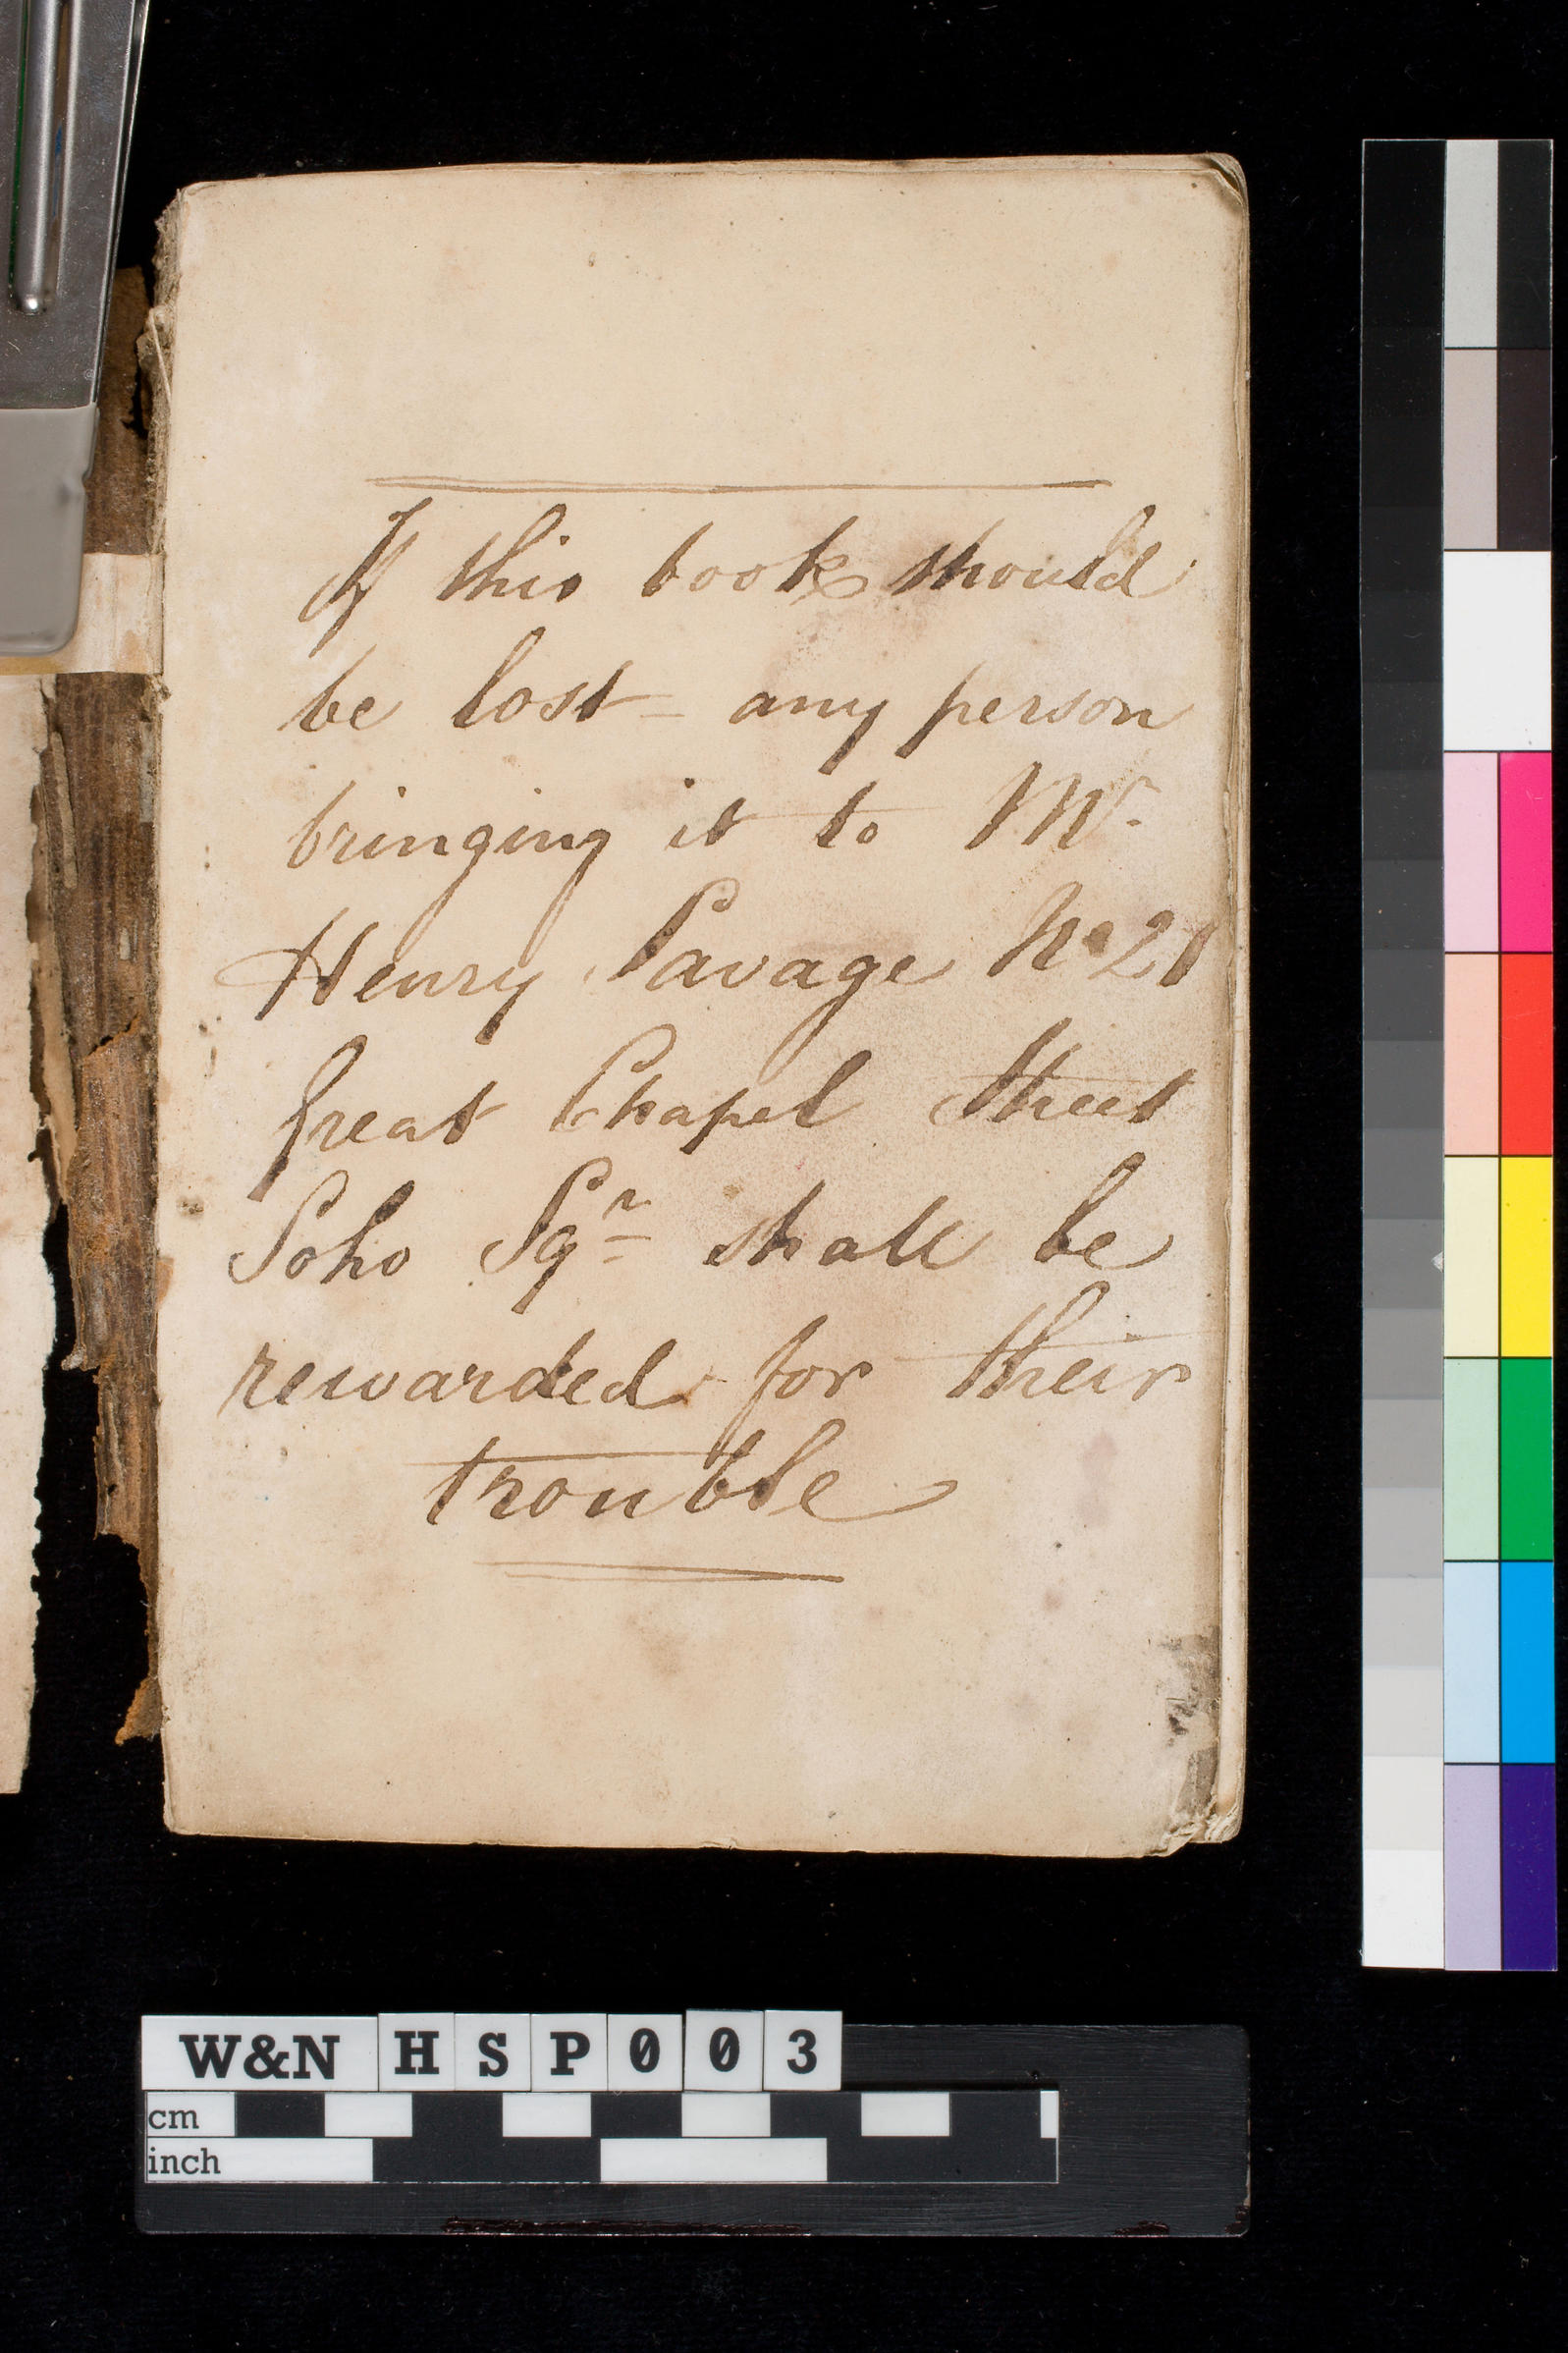 If this book should
be lost - any person
bringing it to Mr.
Henry Savage No 21
Great Chapel Street
Soho Sqr shall be
rewarded for their
trouble
W&N HSP003
cm
inch